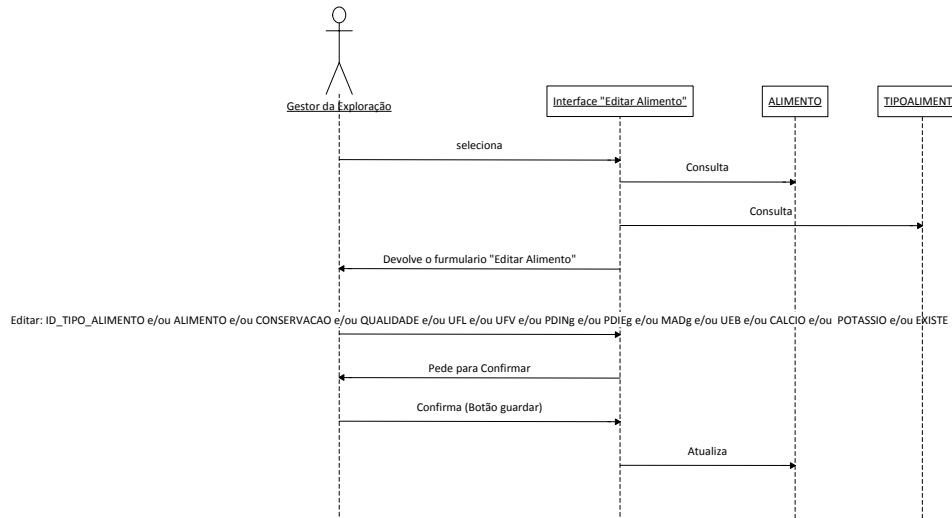 Gestor da Exploração
Interface "Editar Alimento"
ALIMENTO
TIPOALIMENT
seleciona
Consulta
Consulta
Devolve o furmulario "Editar Alimento"
Editar: ID_TIPO_ALIMENTO e/ou ALIMENTO e/ou CONSERVACAO e/ou QUALIDADE e/ou UFL e/ou UFV e/ou PDINg e/ou PDIEg e/ou MADg e/ou UEB e/ou CALCIO e/ou POTASSIO e/ou EXISTE
Pede para Confirmar
Confirma (Botão guardar)
Atualiza